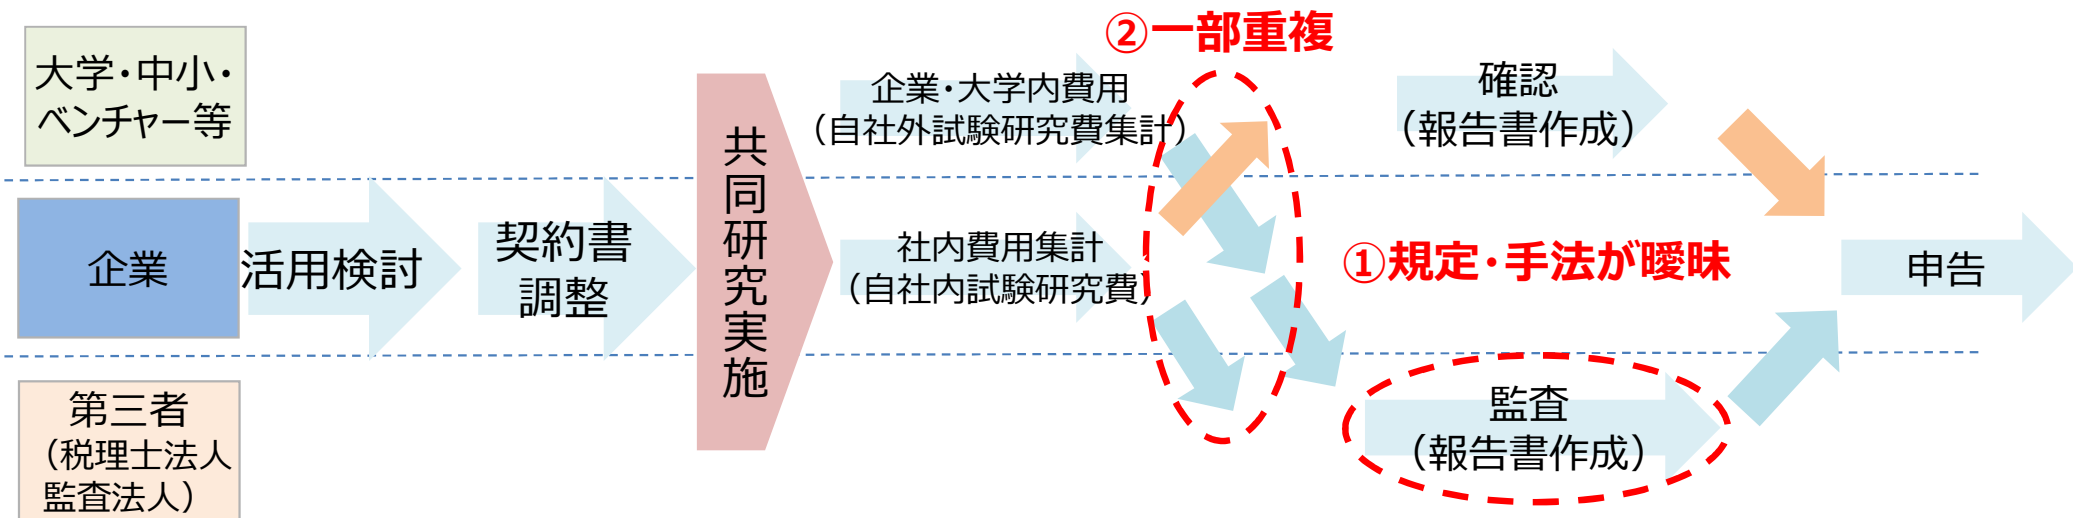 ②一部重複
大学・中小・
ベンチャー等
企業・大学内費用
（自社外試験研究費集計）
確認
（報告書作成）
共同研究実施
企業
活用検討
契約書
調整
社内費用集計
（自社内試験研究費）
①規定・手法が曖昧
申告
第三者
（税理士法人
監査法人）
監査
（報告書作成）